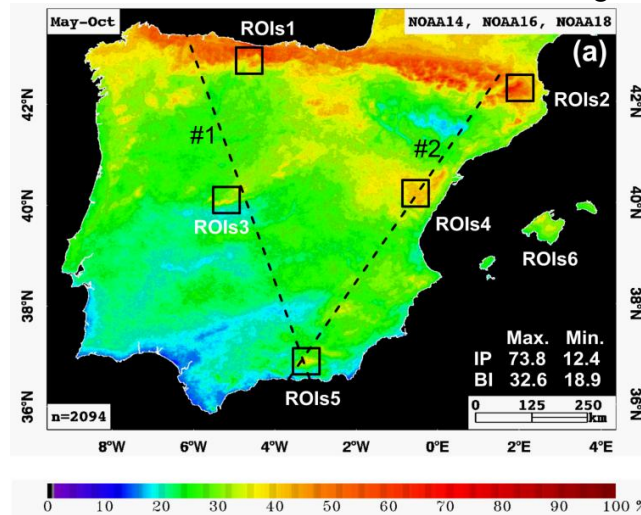 May-Oct
NOAA14, NOAA16, NOAA18
(a)
ROIs1
ROIs2
#1
#2
ROIs3
ROIs4
ROIs6
ROIs5
Max. Min.
IP 73.8 12.4
BI 32.6 18.9
0 125 250
km
n=2094
42°N
40°N
38°N
36°N
42°N
40°N
38°N
36°N
8°W 6°W 4°W 2°W 0°E 2°E 4°E
0 10 20 30 40 50 60 70 80 90 100 %